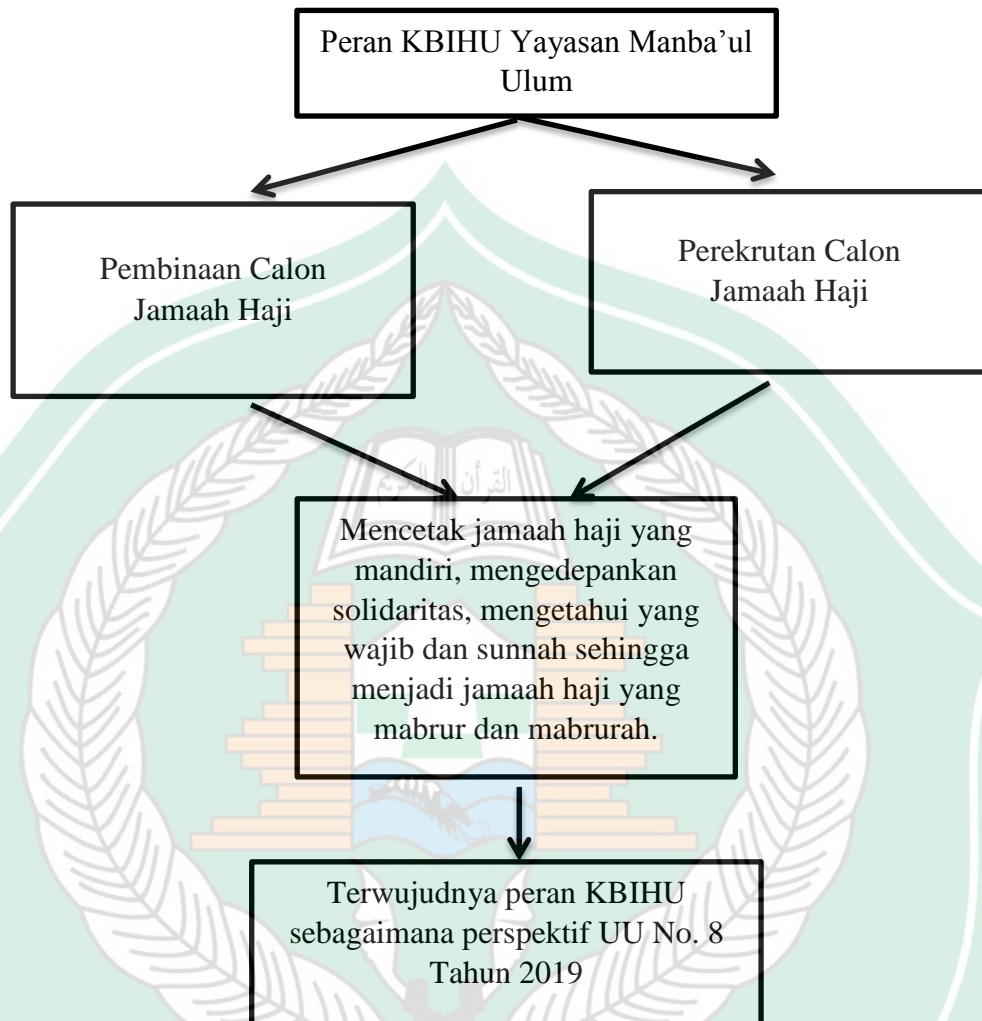 Peran KBIHU Yayasan Manba’ul
Ulum
Pembinaan Calon
Jamaah Haji
Perekrutan Calon
Jamaah Haji
القرأن الكريم
Mencetak jamaah haji yang
mandiri, mengedepankan
solidaritas, mengetahui yang
wajib dan sunnah sehingga
menjadi jamaah haji yang
mabrur dan mabrurah.
Terwujudnya peran KBIHU
sebagaimana perspektif UU No. 8
Tahun 2019